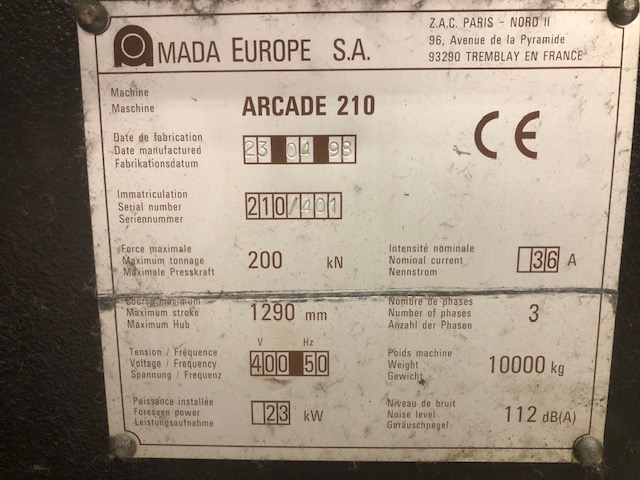 AMADA EUROPE S.A.
Z.A.C. PARIS - NORD II
96, Avenue de la Pyramide
93290 TREMBLAY EN FRANCE
Machine
Maschine
ARCADE 210
CE
Date de fabrication
Date manufactured
Fabrikationsdatum
23 04 98
Immatriculation
Serial number
Seriennummer
210/401
Force maximale
Maximum tonnage
Maximale Presskraft
200 kN
Intensité nominale
Nominal current
Nennstrom
36 A
Course maximum
Maximum stroke
Maximum Hub
1290 mm
Nombre de phases
Number of phases
Anzahl der Phasen
3
Tension / Fréquence
Voltage / Frequency
Spannung / Frequenz
V Hz
400 50
Poids machine
Weight
Gewicht
10000 kg
Puissance installée
Foreseen power
Leistungsaufnahme
23 kW
Niveau de bruit
Noise level
Geräuschpegel
112 dB(A)